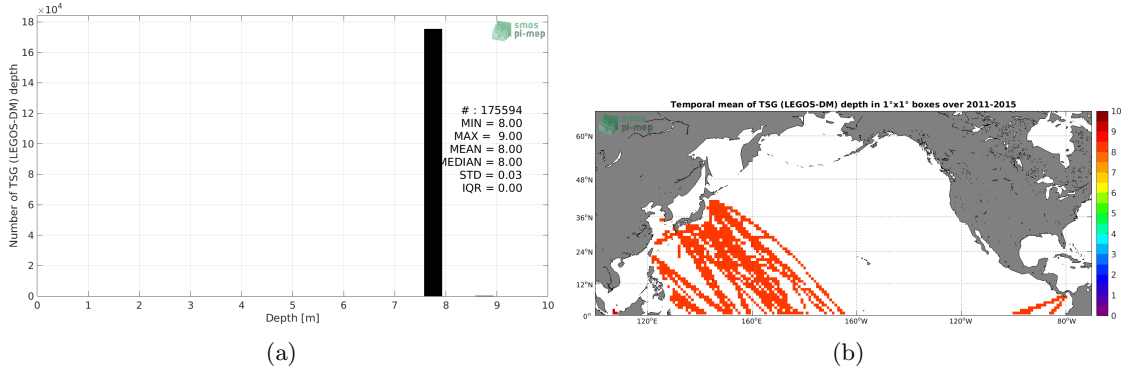 ×10⁴
smos
pi-mep
Number of TSG (LEGOS-DM) depth
18
16
14
12
10
8
6
4
2
0
# : 175594
MIN = 8.00
MAX = 9.00
MEAN = 8.00
MEDIAN = 8.00
STD = 0.03
IQR = 0.00
0 1 2 3 4 5 6 7 8 9 10
Depth [m]
(a)
Temporal mean of TSG (LEGOS-DM) depth in 1°x1° boxes over 2011-2015
smos
pi-mep
60°N
48°N
36°N
24°N
12°N
0°
120°E 160°E 160°W 120°W 80°W
10
9
8
7
6
5
4
3
2
1
0
(b)